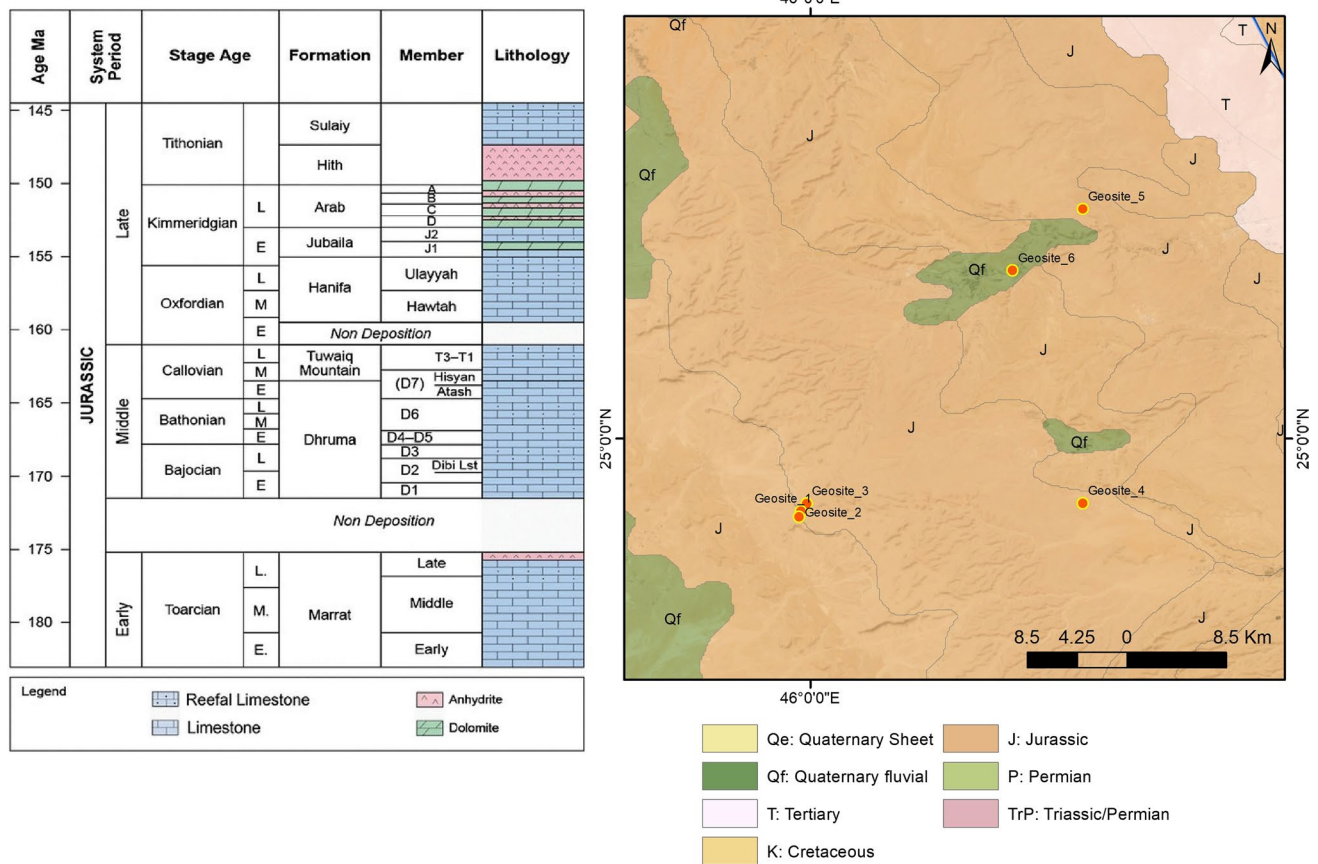 Age Ma
System
Period
Stage Age
Formation
Member
Lithology
145
150
155
160
165
170
175
180
JURASSIC
Late
Middle
Early
Tithonian
Sulaiy
Hith
Kimmeridgian
L
E
Arab
A
B
C
D
Jubaila
J2
J1
Oxfordian
L
M
E
Hanifa
Ulayyah
Hawtah
Non Deposition
Callovian
L
M
E
Tuwaiq
Mountain
T3–T1
(D7)
Hisyan
Atash
Bathonian
L
M
E
Dhruma
D6
D4–D5
Bajocian
L
E
D3
D2
Dibi Lst
D1
Non Deposition
Toarcian
L.
M.
E.
Marrat
Late
Middle
Early
Legend
Reefal Limestone
Limestone
Anhydrite
Dolomite
Qf
J
T
N
J
T
J
Qf
Geosite_5
J
Geosite_6
Qf
J
J
25°0'0"N
J
Qf
J
25°0'0"N
Geosite_3
Geosite_1
Geosite_2
Geosite_4
J
J
Qf
J
8.5 4.25 0 8.5 Km
46°0'0"E
Qe: Quaternary Sheet
Qf: Quaternary fluvial
T: Tertiary
K: Cretaceous
J: Jurassic
P: Permian
TrP: Triassic/Permian